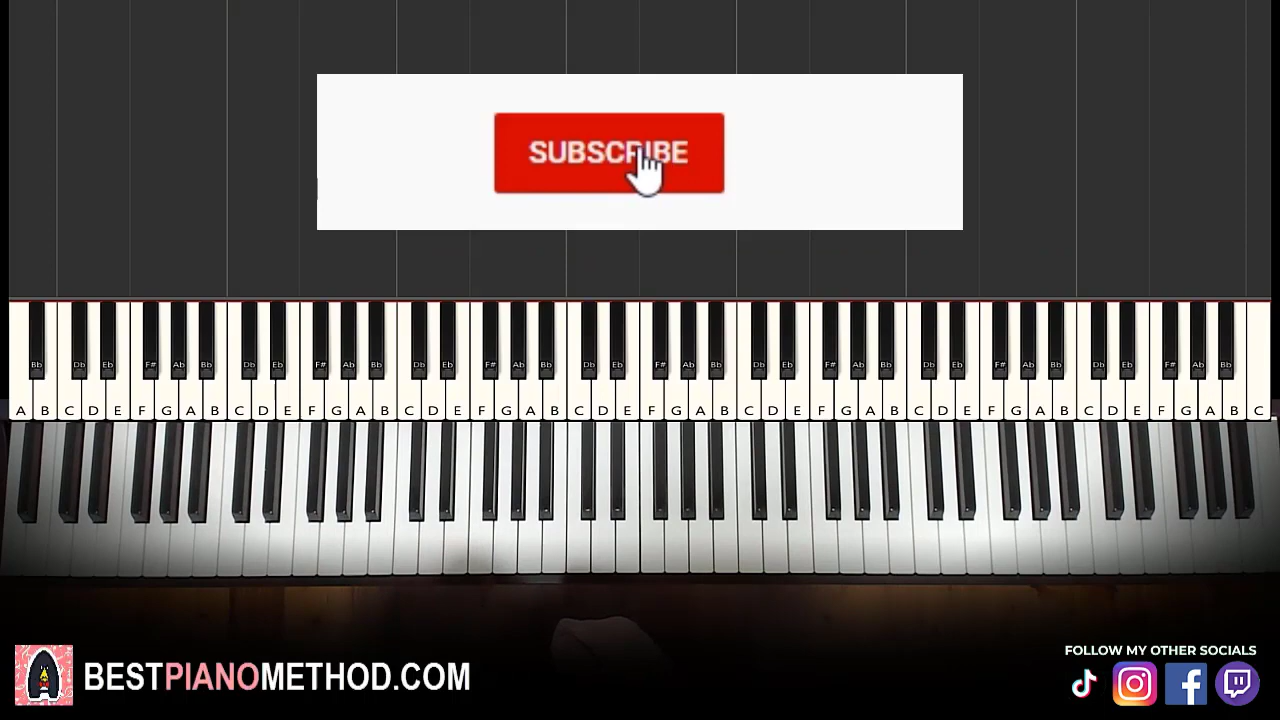 SUBSCRIBE
Bb Db Eb F# Ab Bb Db Eb F# Ab Bb Db Eb F# Ab Bb Db Eb F# Ab Bb Db Eb F# Ab Bb Db Eb F# Ab Bb Db Eb F# Ab Bb
A B C D E F G A B C D E F G A B C D E F G A B C D E F G A B C D E F G A B C D E F G A B C D E F G A B C
FOLLOW MY OTHER SOCIALS
BESTPIANOMETHOD.COM